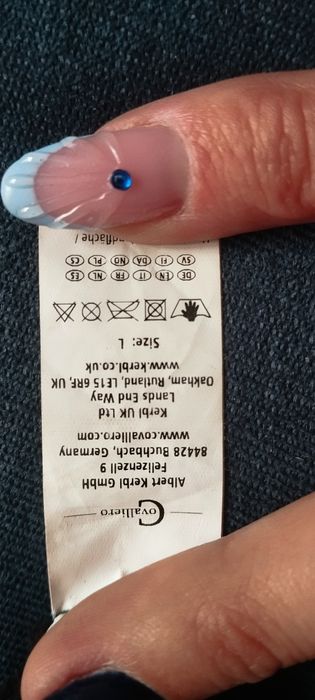 Covalliero
Albert Kerbl GmbH
Felizenzell 9
84428 Buchbach, Germany
www.covalliero.com
Kerbl UK Ltd
Lands End Way
Oakham, Rutland, LE15 6RF, UK
www.kerbl.co.uk
Size: L
DE EN IT FR NL ES
SV FI DA NO PL CS
ndfläche /